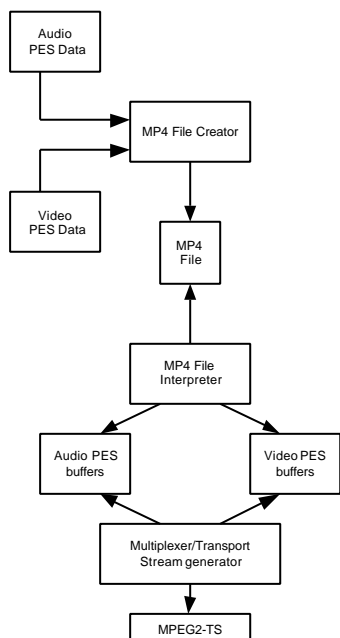 Audio
PES Data
MP4 File Creator
Video
PES Data
MP4
File
MP4 File
Interpreter
Audio PES
buffers
Video PES
buffers
Multiplexer/Transport
Stream generator
MPEG2-TS